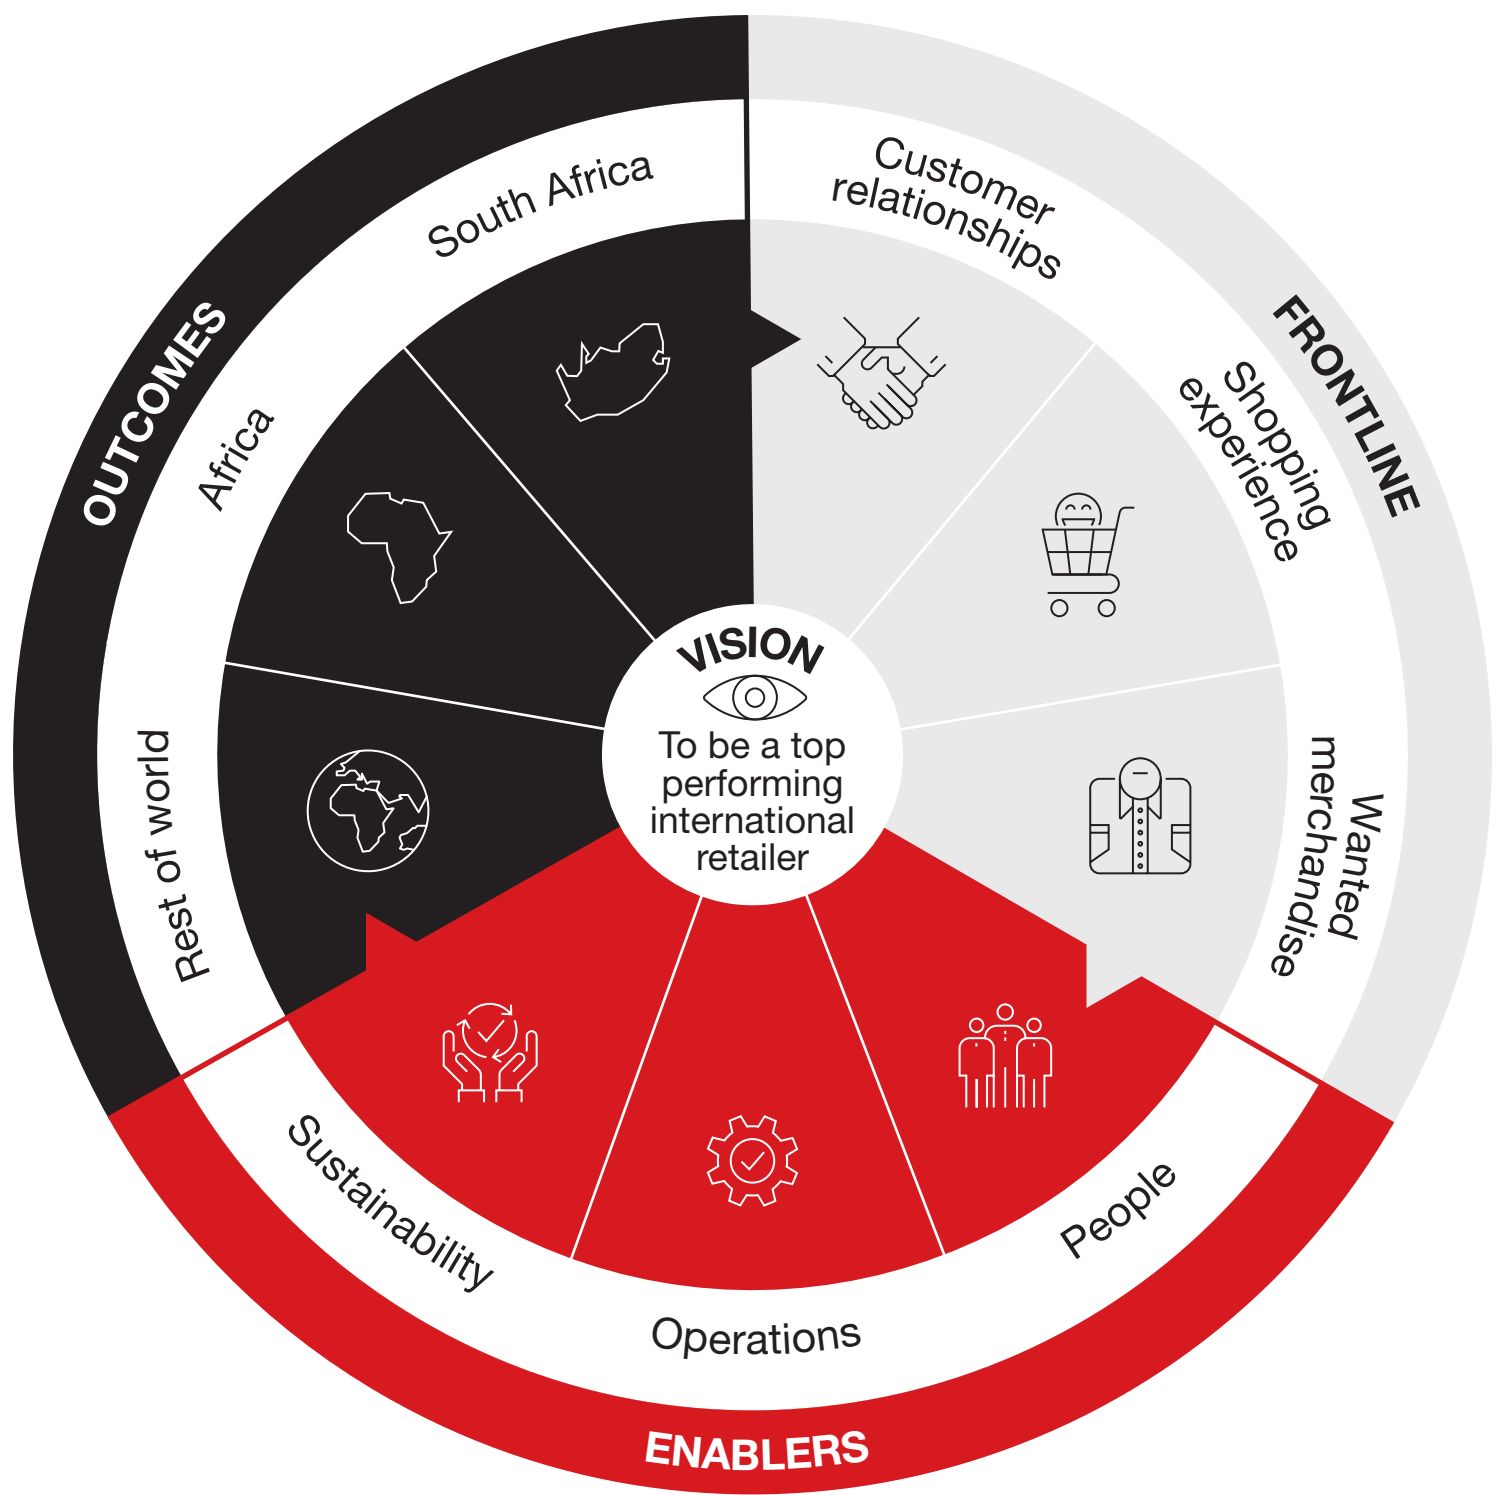 OUTCOMES
FRONTLINE
ENABLERS
South Africa
Africa
Rest of world
Customer
relationships
Shopping
experience
Wanted
merchandise
People
Operations
Sustainability
VISION
To be a top
performing
international
retailer